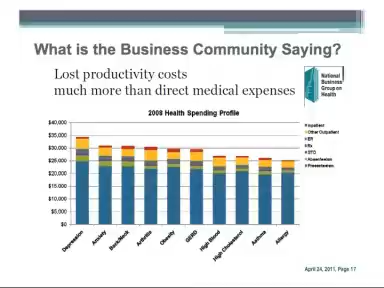 What is the Business Community Saying?
Lost productivity costs
much more than direct medical expenses
National
Business
Group on
Health
2008 Health Spending Profile
$40,000
$35,000
$30,000
$25,000
$20,000
$15,000
$10,000
$5,000
$0
Depression
Anxiety
Back/Neck
Arthritis
Obesity
GERD
High Blood
High Cholesterol
Asthma
Allergy
Inpatient
Other Outpatient
ER
Rx
STD
Absenteeism
Presenteeism
April 24, 2011, Page 17